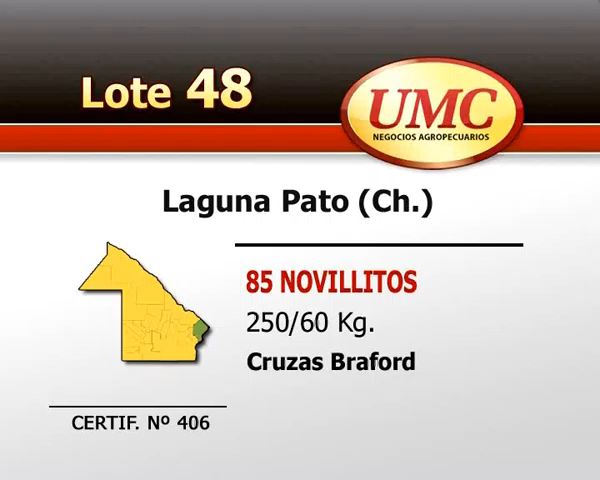 Lote 48
UMC
NEGOCIOS AGROPECUARIOS
Laguna Pato (Ch.)
85 NOVILLITOS
250/60 Kg.
Cruzas Braford
CERTIF. Nº 406